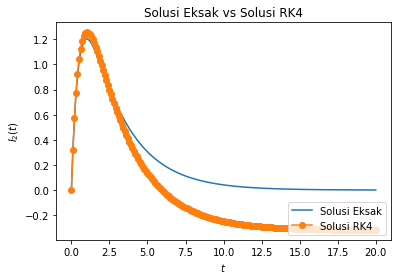 Solusi Eksak vs Solusi RK4
1.2
1.0
0.8
0.6
0.4
0.2
0.0
−0.2
I₂(t)
0.0 2.5 5.0 7.5 10.0 12.5 15.0 17.5 20.0
t
Solusi Eksak
Solusi RK4